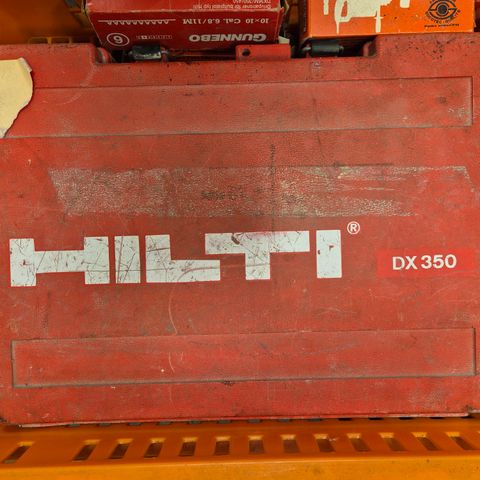 GUNNEBO
10-10 Cal. 6.8/11M
6
HILTI®
DX 350